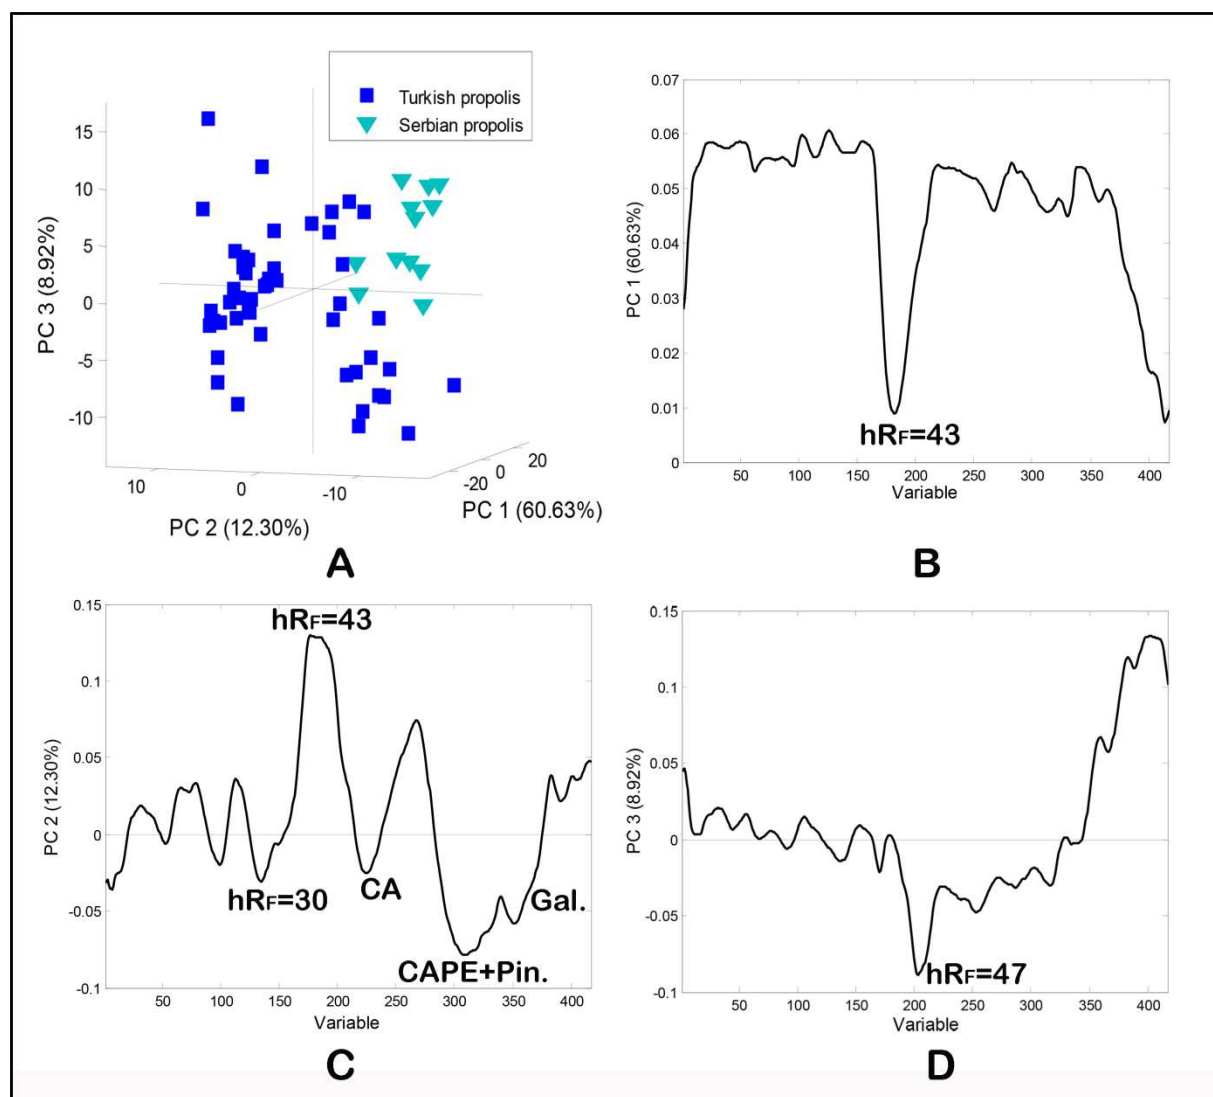 Turkish propolis
Serbian propolis
15
10
5
0
-5
-10
PC 3 (8.92%)
10
0
-10
-20
0
20
PC 2 (12.30%)
PC 1 (60.63%)
A
0.07
0.06
0.05
0.04
0.03
0.02
0.01
0
PC 1 (60.63%)
hRF=43
50 100 150 200 250 300 350 400
Variable
B
0.15
0.1
0.05
0
-0.05
-0.1
PC 2 (12.30%)
hRF=43
hRF=30
CA
Gal.
CAPE+Pin.
50 100 150 200 250 300 350 400
Variable
C
0.15
0.1
0.05
0
-0.05
-0.1
PC 3 (8.92%)
hRF=47
50 100 150 200 250 300 350 400
Variable
D